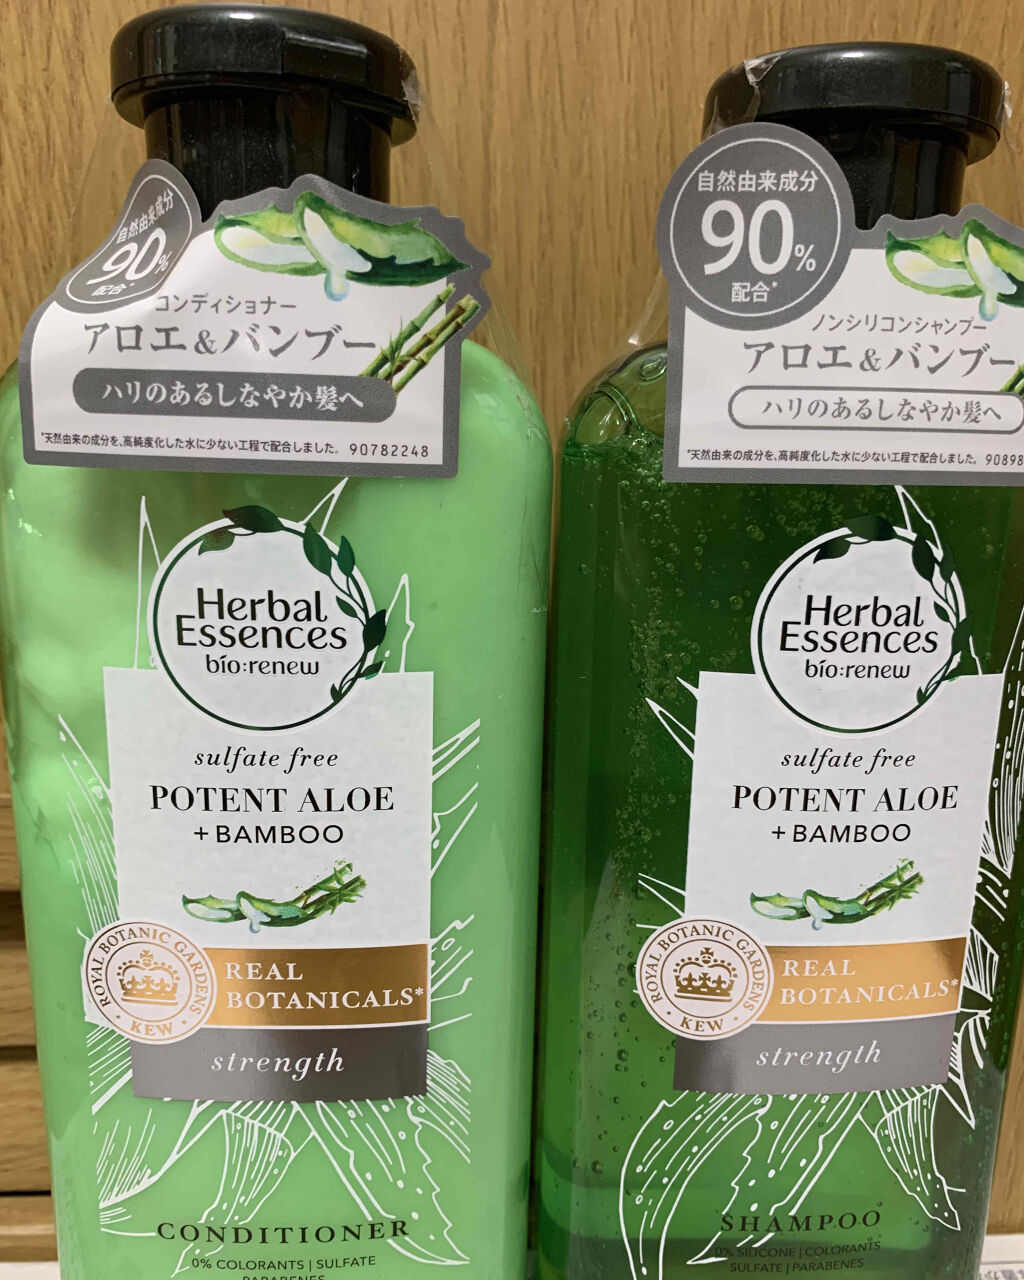 自然由来成分
90%
配合*
コンディショナー
アロエ&バンブー
ハリのあるしなやか髪へ
*天然由来の成分を、高純度化した水に少ない工程で配合しました。 90782248
Herbal
Essences
bío:renew
sulfate free
POTENT ALOE
+ BAMBOO
ROYAL BOTANIC GARDENS
KEW
REAL
BOTANICALS*
strength
CONDITIONER
0% COLORANTS | SULFATE
PARABENES
自然由来成分
90%
配合*
ノンシリコンシャンプー
アロエ&バンブー
ハリのあるしなやか髪へ
*天然由来の成分を、高純度化した水に少ない工程で配合しました。 90898
Herbal
Essences
bío:renew
sulfate free
POTENT ALOE
+ BAMBOO
ROYAL BOTANIC GARDENS
KEW
REAL
BOTANICALS*
strength
SHAMPOO
0% SILICONE | COLORANTS
SULFATE | PARABENES